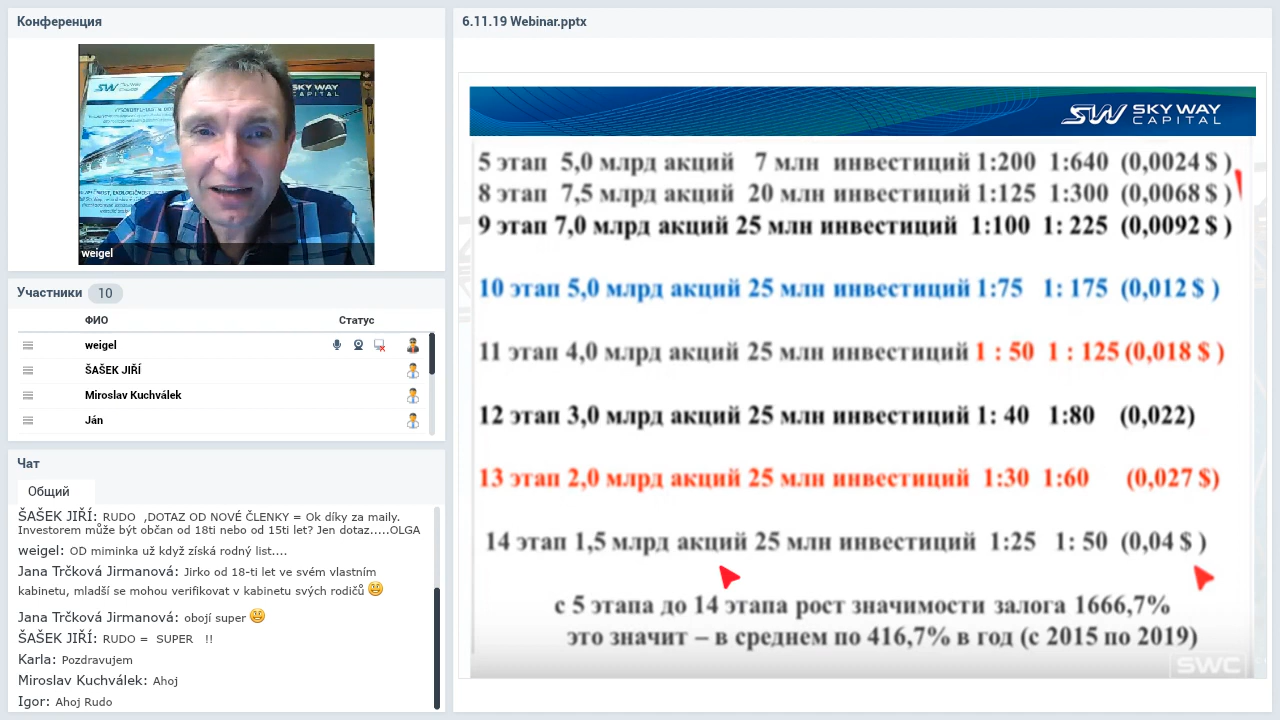 Конференция
SKY WAY
CAPITAL
weigel
Участники 10
ФИО Статус
weigel
ŠAŠEK JIŘÍ
Miroslav Kuchválek
Ján
Чат
Общий
ŠAŠEK JIŘÍ: RUDO ,DOTAZ OD NOVÉ ČLENKY = Ok díky za maily.
Investorem může být občan od 18ti nebo od 15ti let? Jen dotaz.....OLGA
weigel: OD miminka už když získá rodný list....
Jana Trčková Jirmanová: Jirko od 18-ti let ve svém vlastním
kabinetu, mladší se mohou verifikovat v kabinetu svých rodičů
Jana Trčková Jirmanová: obojí super
ŠAŠEK JIŘÍ: RUDO = SUPER !!
Karla: Pozdravujem
Miroslav Kuchválek: Ahoj
Igor: Ahoj Rudo
6.11.19 Webinar.pptx
SW SKY WAY
CAPITAL
5 этап 5,0 млрд акций 7 млн инвестиций 1:200 1:640 (0,0024 $ )
8 этап 7,5 млрд акций 20 млн инвестиций 1:125 1:300 (0,0068 $ )
9 этап 7,0 млрд акций 25 млн инвестиций 1:100 1: 225 (0,0092 $ )
10 этап 5,0 млрд акций 25 млн инвестиций 1:75 1: 175 (0,012 $ )
11 этап 4,0 млрд акций 25 млн инвестиций 1 : 50 1 : 125 (0,018 $ )
12 этап 3,0 млрд акций 25 млн инвестиций 1: 40 1:80 (0,022)
13 этап 2,0 млрд акций 25 млн инвестиций 1:30 1:60 (0,027 $)
14 этап 1,5 млрд акций 25 млн инвестиций 1:25 1: 50 (0,04 $ )
с 5 этапа до 14 этапа рост значимости залога 1666,7%
это значит – в среднем по 416,7% в год (с 2015 по 2019)
SWC